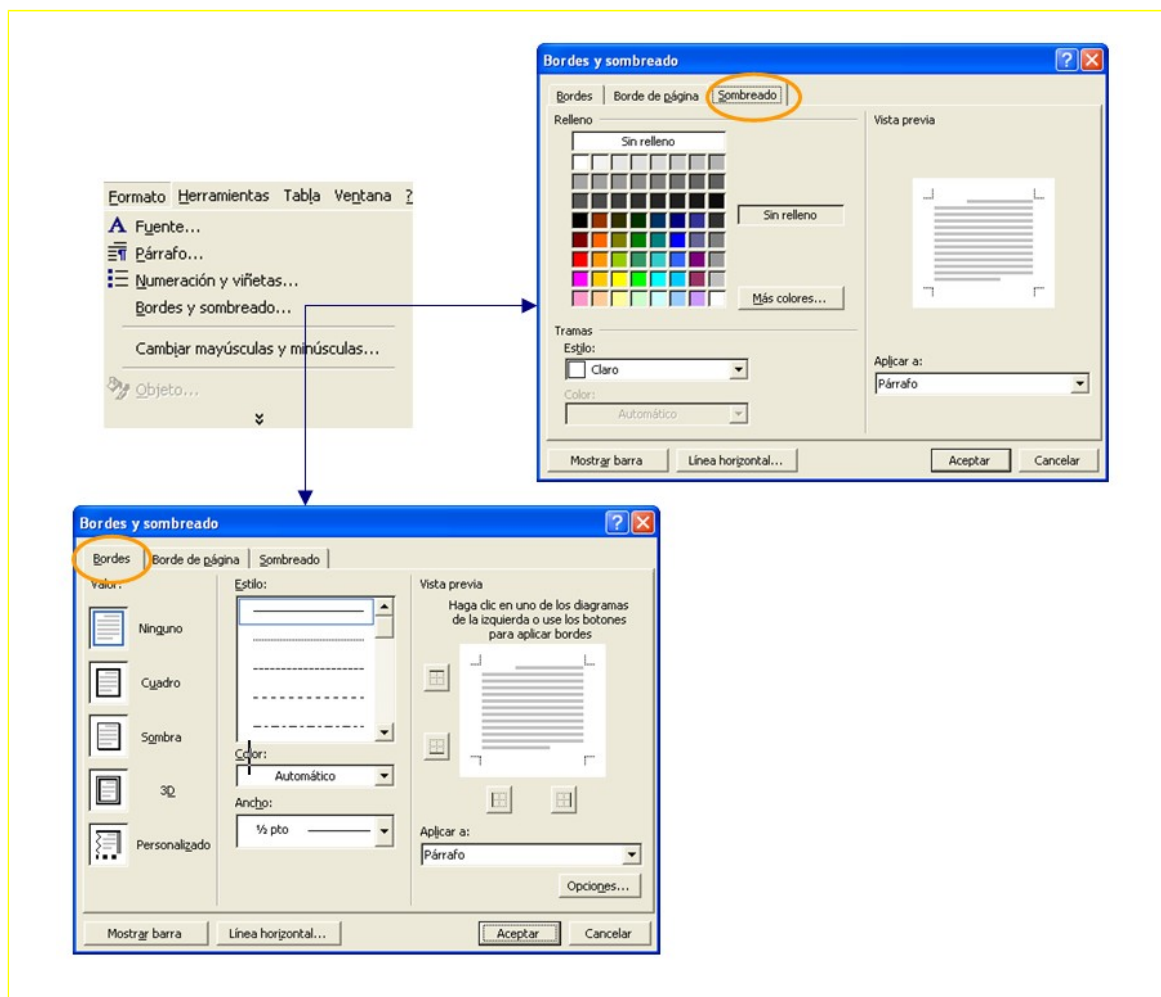 Bordes y sombreado
Bordes Borde de página Sombreado
Relleno
Sin relleno
Sin relleno
Más colores...
Tramas
Estilo:
Claro
Color:
Automático
Vista previa
Aplicar a:
Párrafo
Mostrar barra Línea horizontal... Aceptar Cancelar
Formato Herramientas Tabla Ventana ?
A Fuente...
Párrafo...
Numeración y viñetas...
Bordes y sombreado...
Cambiar mayúsculas y minúsculas...
Objeto...
Bordes y sombreado
Bordes Borde de página Sombreado
Valor:
Ninguno
Cuadro
Sombra
3D
Personalizado
Estilo:
Color:
Automático
Ancho:
½ pto
Vista previa
Haga clic en uno de los diagramas
de la izquierda o use los botones
para aplicar bordes
Aplicar a:
Párrafo
Opciones...
Mostrar barra Línea horizontal... Aceptar Cancelar